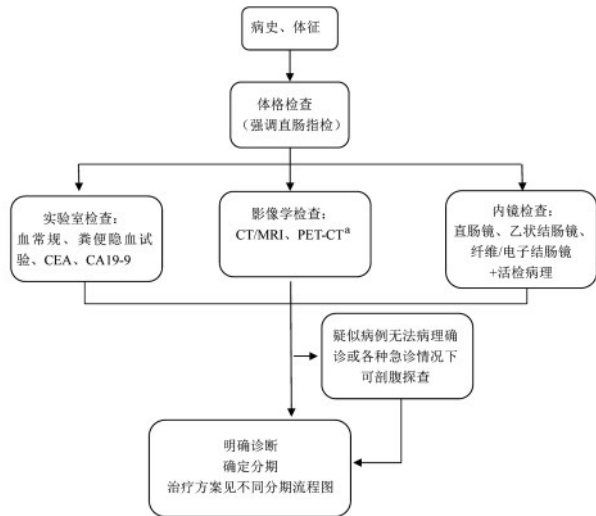 病史、体征
体格检查
（强调直肠指检）
实验室检查：
血常规、粪便隐血试
验、CEA、CA19-9
影像学检查：
CT/MRI、PET-CTᵃ
内镜检查：
直肠镜、乙状结肠镜、
纤维/电子结肠镜
+活检病理
疑似病例无法病理确
诊或各种急诊情况下
可剖腹探查
明确诊断
确定分期
治疗方案见不同分期流程图